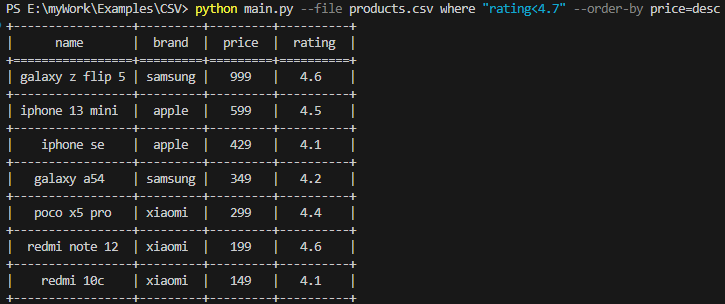 PS E:\myWork\Examples\CSV> python main.py --file products.csv where "rating<4.7" --order-by price=desc
+-----------------+---------+---------+----------+
|      name       |  brand  |  price  |  rating  |
+=================+=========+=========+==========+
| galaxy z flip 5 | samsung |   999   |   4.6    |
+-----------------+---------+---------+----------+
| iphone 13 mini  |  apple  |   599   |   4.5    |
+-----------------+---------+---------+----------+
|    iphone se    |  apple  |   429   |   4.1    |
+-----------------+---------+---------+----------+
|   galaxy a54    | samsung |   349   |   4.2    |
+-----------------+---------+---------+----------+
|   poco x5 pro   | xiaomi  |   299   |   4.4    |
+-----------------+---------+---------+----------+
|  redmi note 12  | xiaomi  |   199   |   4.6    |
+-----------------+---------+---------+----------+
|    redmi 10c    | xiaomi  |   149   |   4.1    |
+-----------------+---------+---------+----------+